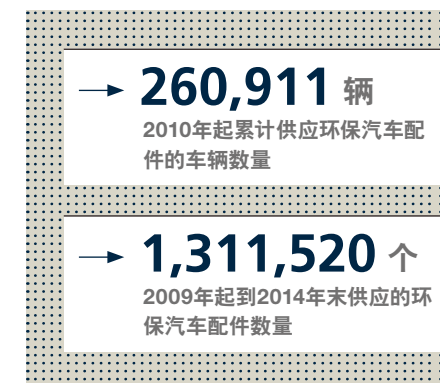 260,911 辆
2010年起累计供应环保汽车配
件的车辆数量
1,311,520 个
2009年起到2014年末供应的环
保汽车配件数量